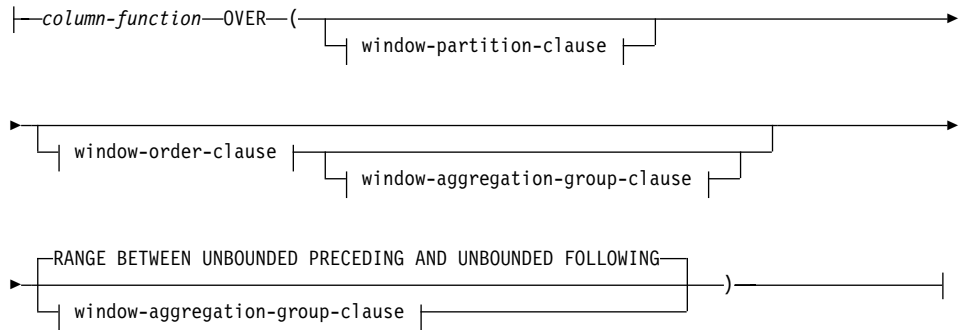 column-function OVER (
window-partition-clause
window-order-clause
window-aggregation-group-clause
RANGE BETWEEN UNBOUNDED PRECEDING AND UNBOUNDED FOLLOWING
)
window-aggregation-group-clause